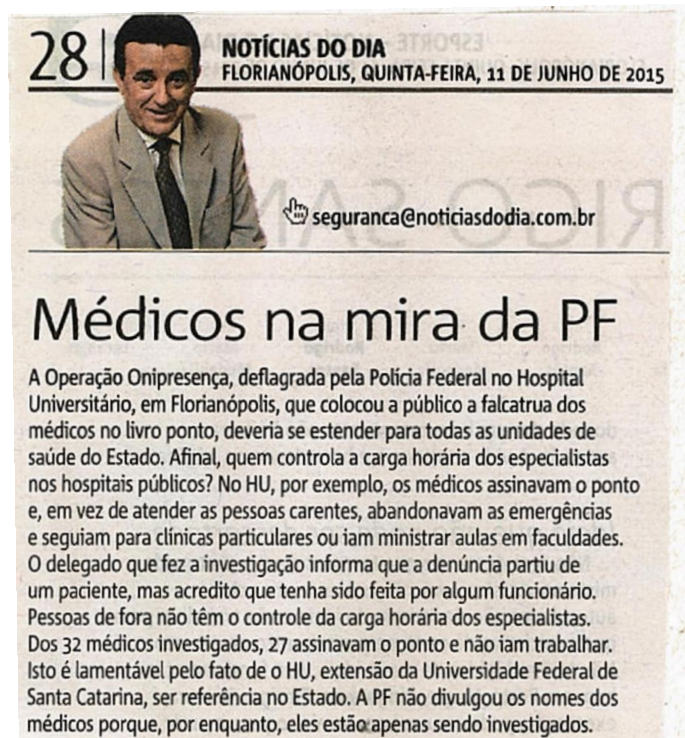 28
NOTÍCIAS DO DIA
FLORIANÓPOLIS, QUINTA-FEIRA, 11 DE JUNHO DE 2015
seguranca@noticiasdodia.com.br
Médicos na mira da PF
A Operação Onipresença, deflagrada pela Polícia Federal no Hospital
Universitário, em Florianópolis, que colocou a público a falcatrua dos
médicos no livro ponto, deveria se estender para todas as unidades de
saúde do Estado. Afinal, quem controla a carga horária dos especialistas
nos hospitais públicos? No HU, por exemplo, os médicos assinavam o ponto
e, em vez de atender as pessoas carentes, abandonavam as emergências
e seguiam para clínicas particulares ou iam ministrar aulas em faculdades.
O delegado que fez a investigação informa que a denúncia partiu de
um paciente, mas acredito que tenha sido feita por algum funcionário.
Pessoas de fora não têm o controle da carga horária dos especialistas.
Dos 32 médicos investigados, 27 assinavam o ponto e não iam trabalhar.
Isto é lamentável pelo fato de o HU, extensão da Universidade Federal de
Santa Catarina, ser referência no Estado. A PF não divulgou os nomes dos
médicos porque, por enquanto, eles estão apenas sendo investigados.